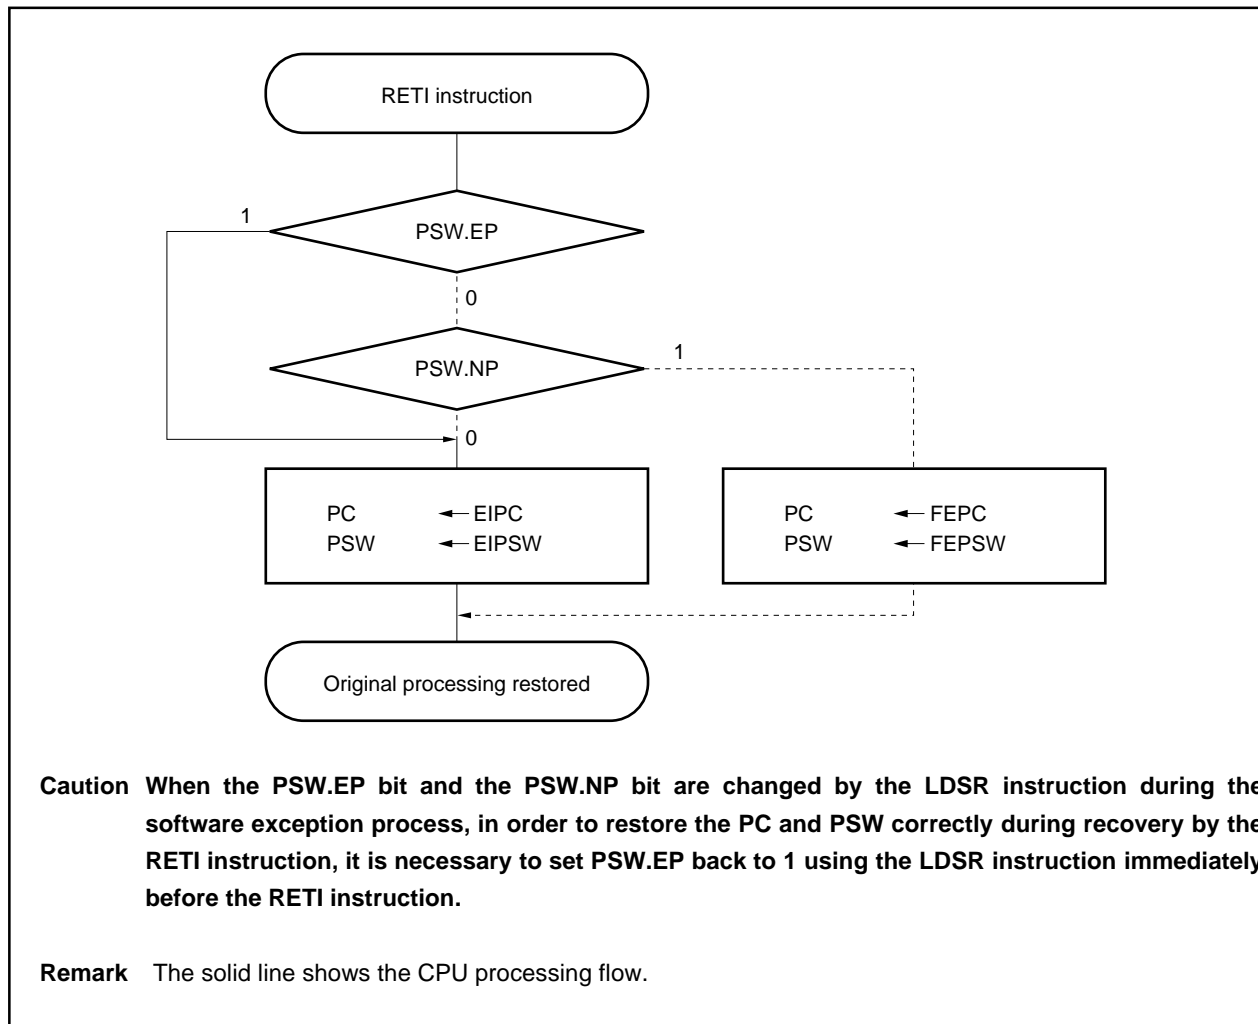 RETI instruction
1
PSW.EP
0
PSW.NP
1
0
PC ← EIPC
PSW ← EIPSW
PC ← FEPC
PSW ← FEPSW
Original processing restored
Caution When the PSW.EP bit and the PSW.NP bit are changed by the LDSR instruction during the
software exception process, in order to restore the PC and PSW correctly during recovery by the
RETI instruction, it is necessary to set PSW.EP back to 1 using the LDSR instruction immediately
before the RETI instruction.
Remark The solid line shows the CPU processing flow.